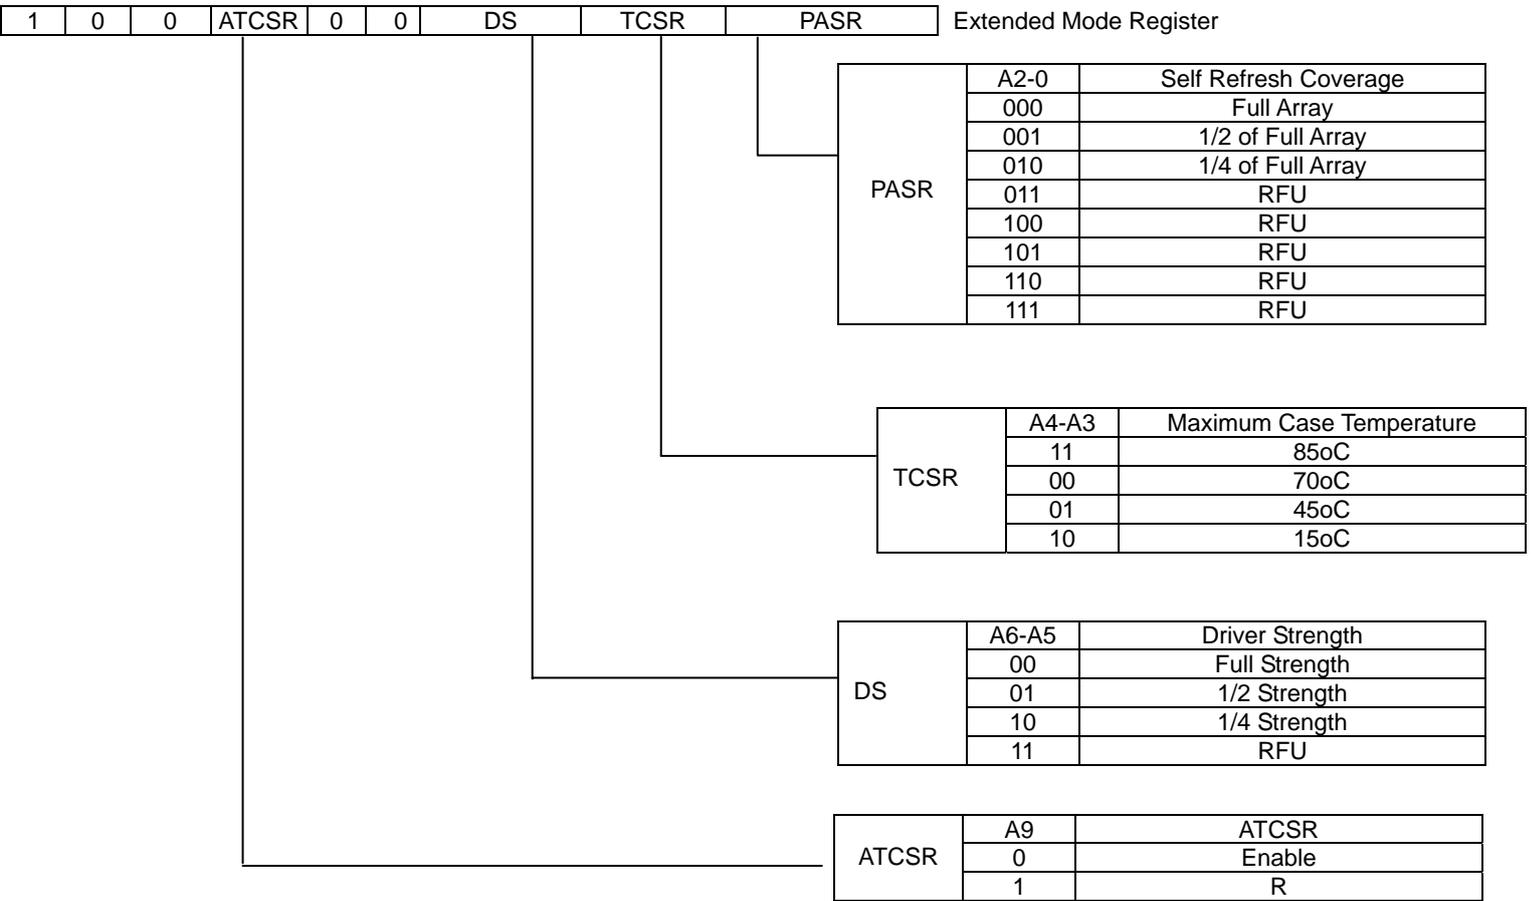 1 0 0 ATCSR 0 0 DS TCSR PASR Extended Mode Register
PASR
A2-0 Self Refresh Coverage
000 Full Array
001 1/2 of Full Array
010 1/4 of Full Array
011 RFU
100 RFU
101 RFU
110 RFU
111 RFU
TCSR
A4-A3 Maximum Case Temperature
11 85oC
00 70oC
01 45oC
10 15oC
DS
A6-A5 Driver Strength
00 Full Strength
01 1/2 Strength
10 1/4 Strength
11 RFU
ATCSR
A9 ATCSR
0 Enable
1 R